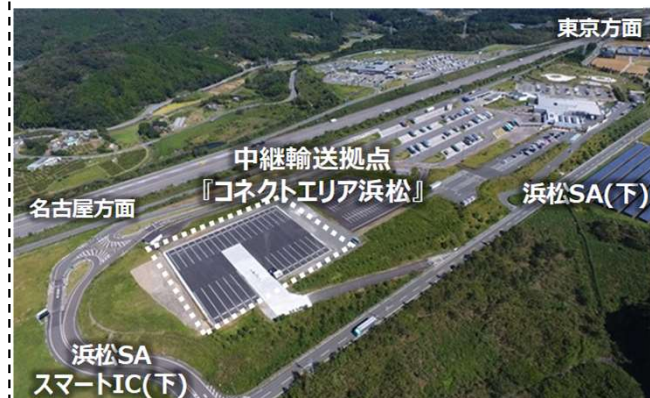 東京方面
中継輸送拠点
『コネクトエリア浜松』
名古屋方面
浜松SA(下)
浜松SA
スマートIC(下)